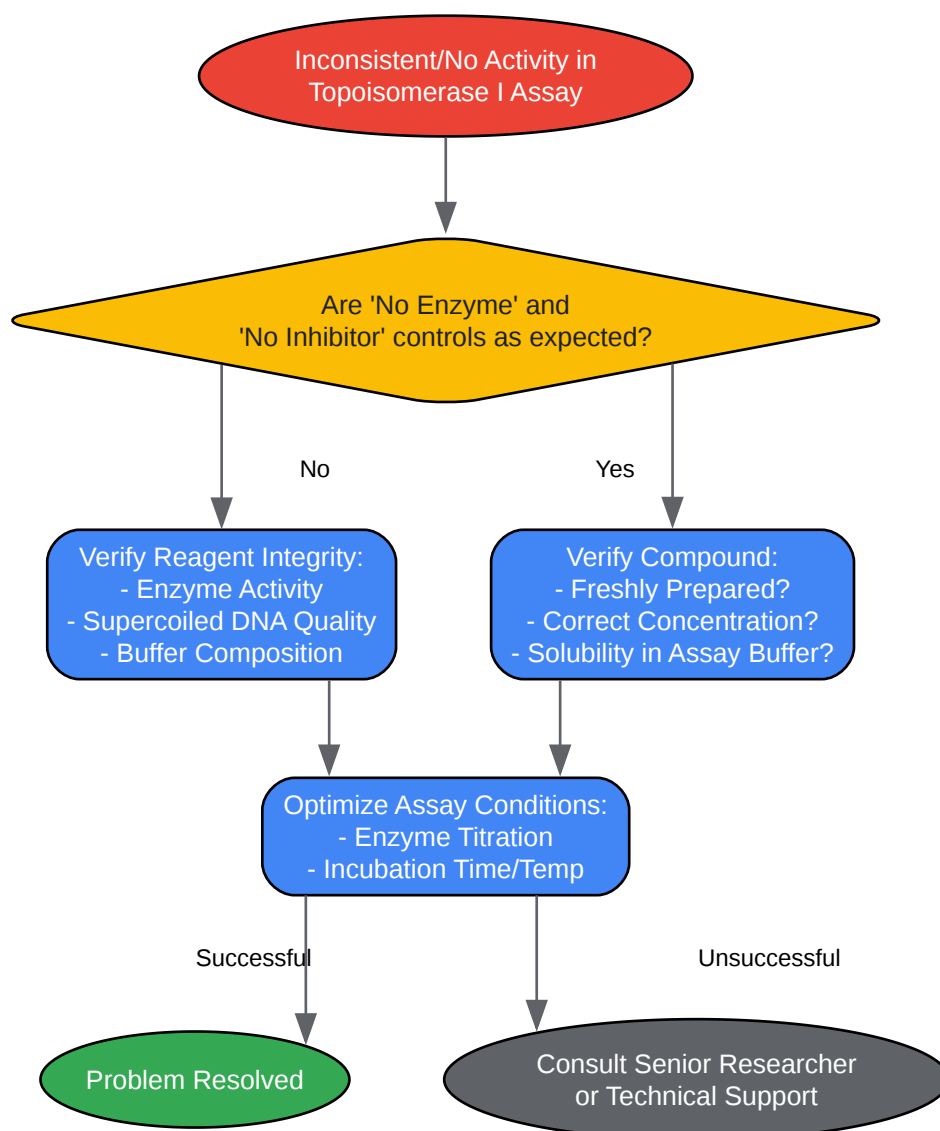 Inconsistent/No Activity in
Topoisomerase I Assay
Are 'No Enzyme' and
'No Inhibitor' controls as expected?
No
Yes
Verify Reagent Integrity:
- Enzyme Activity
- Supercoiled DNA Quality
- Buffer Composition
Verify Compound:
- Freshly Prepared?
- Correct Concentration?
- Solubility in Assay Buffer?
Optimize Assay Conditions:
- Enzyme Titration
- Incubation Time/Temp
Successful
Unsuccessful
Problem Resolved
Consult Senior Researcher
or Technical Support